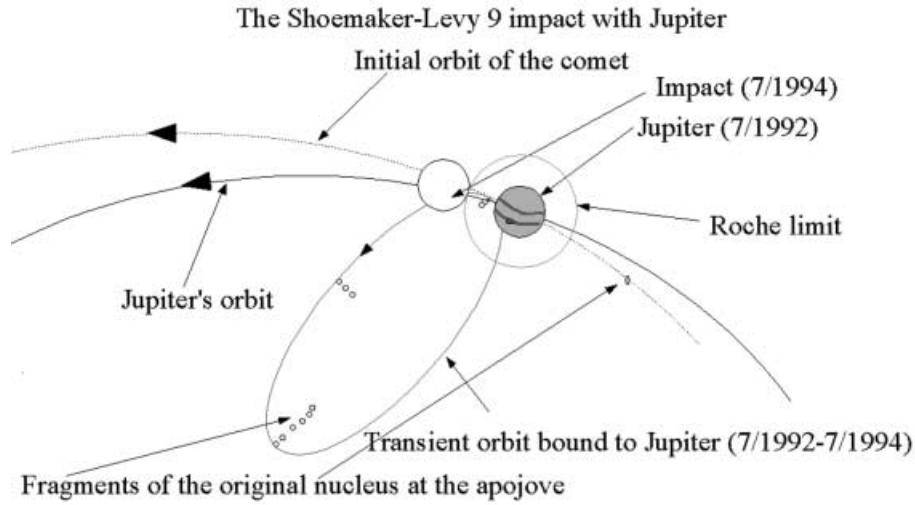 The Shoemaker-Levy 9 impact with Jupiter
Initial orbit of the comet
Impact (7/1994)
Jupiter (7/1992)
Roche limit
Jupiter's orbit
Transient orbit bound to Jupiter (7/1992-7/1994)
Fragments of the original nucleus at the apojove